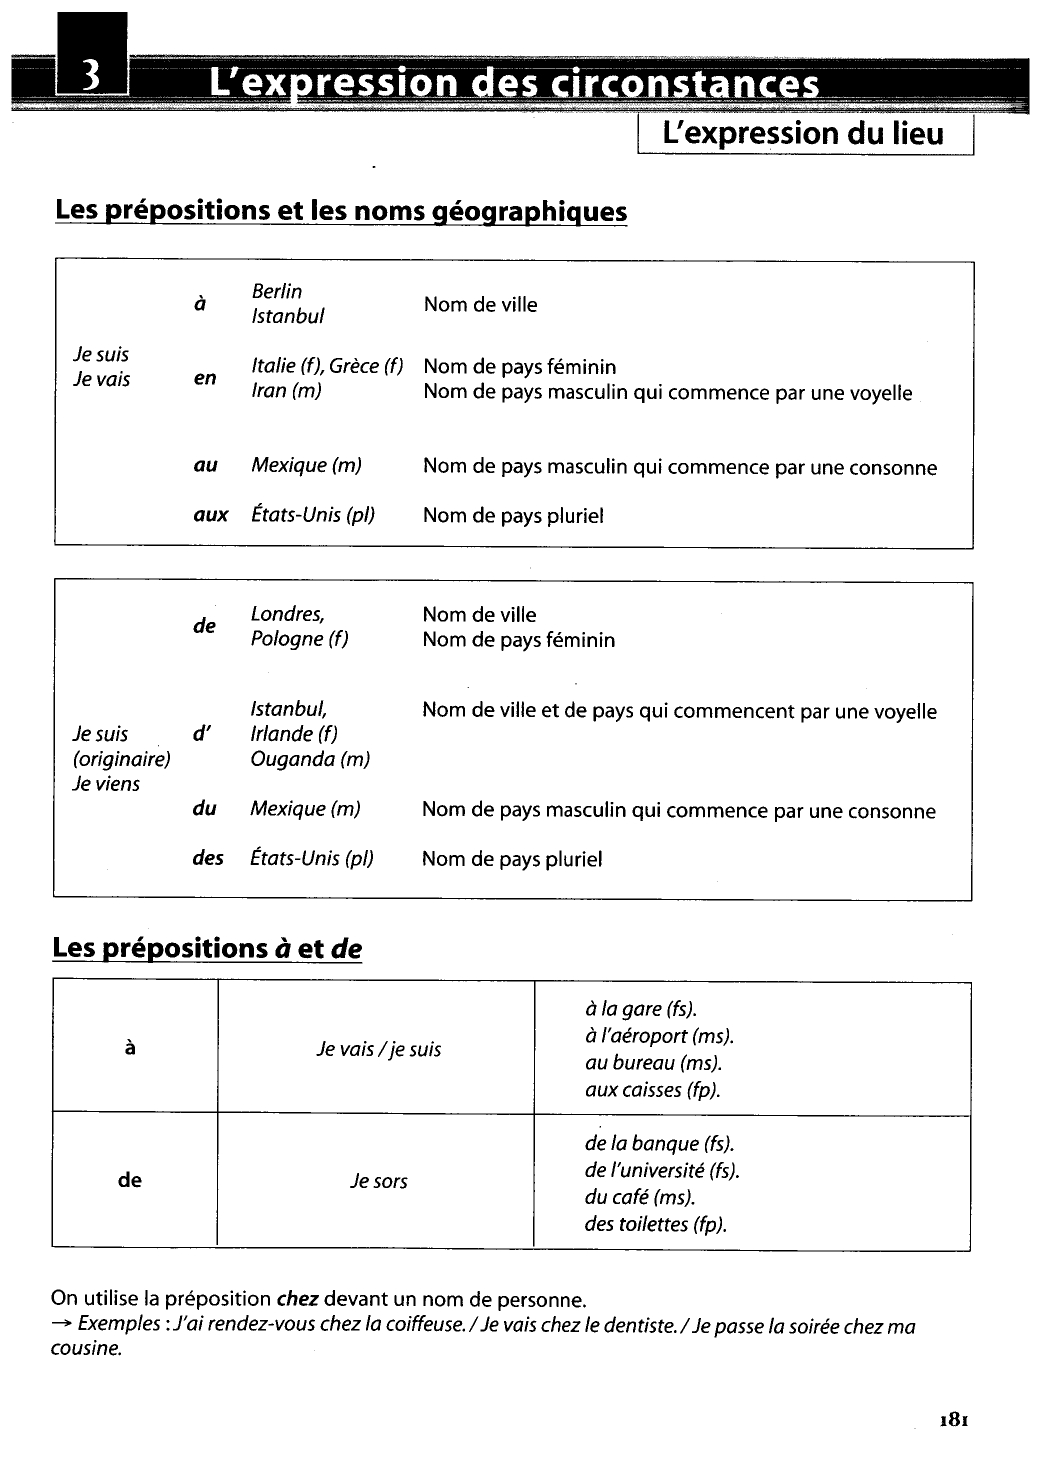 3
L'expression des circonstances
L'expression du lieu
Les prépositions et les noms géographiques
à
Berlin
Istanbul
Nom de ville
Je suis
Je vais
en
Italie (f), Grèce (f)
Iran (m)
Nom de pays féminin
Nom de pays masculin qui commence par une voyelle
au Mexique (m) Nom de pays masculin qui commence par une consonne
aux États-Unis (pl) Nom de pays pluriel
de
Londres,
Pologne (f)
Nom de ville
Nom de pays féminin
Je suis
(originaire)
Je viens
d'
Istanbul,
Irlande (f)
Ouganda (m)
Nom de ville et de pays qui commencent par une voyelle
du Mexique (m) Nom de pays masculin qui commence par une consonne
des États-Unis (pl) Nom de pays pluriel
Les prépositions à et de
à
Je vais / je suis
à la gare (fs).
à l'aéroport (ms).
au bureau (ms).
aux caisses (fp).
de
Je sors
de la banque (fs).
de l'université (fs).
du café (ms).
des toilettes (fp).
On utilise la préposition chez devant un nom de personne.
→ Exemples : J'ai rendez-vous chez la coiffeuse. / Je vais chez le dentiste. / Je passe la soirée chez ma
cousine.
181